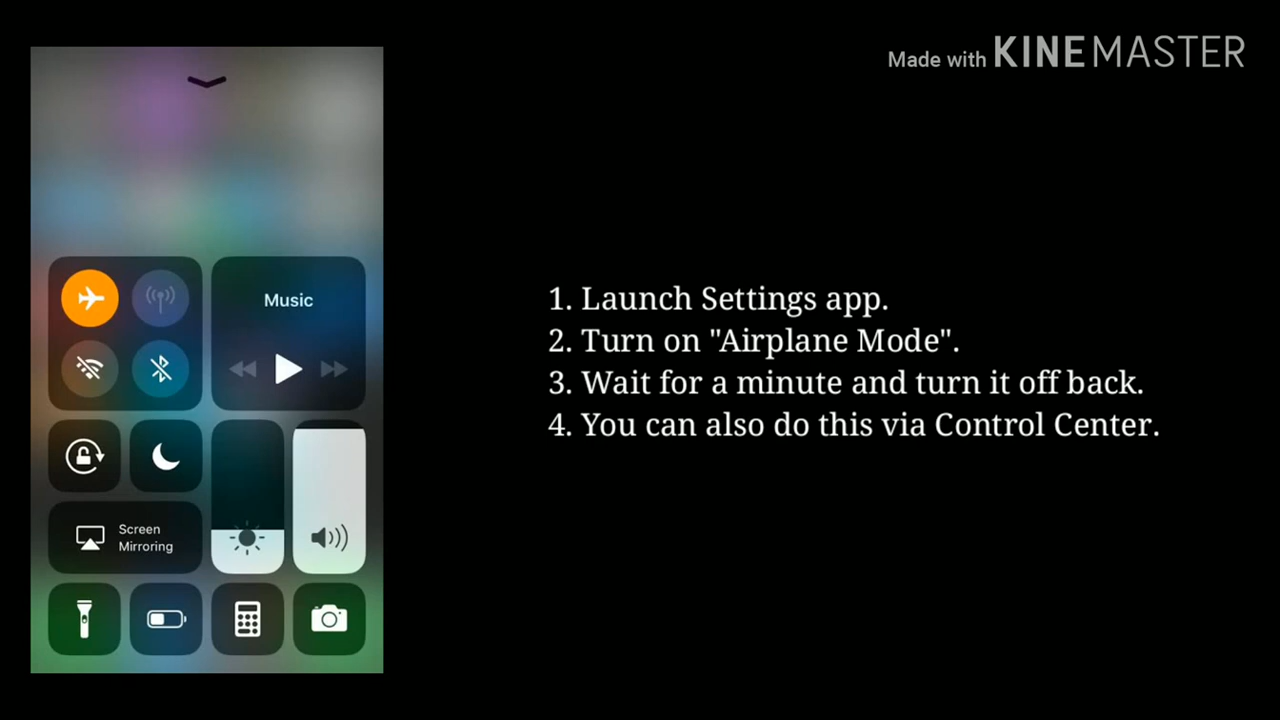 Made with KINEMASTER
Music
Screen
Mirroring
1. Launch Settings app.
2. Turn on "Airplane Mode".
3. Wait for a minute and turn it off back.
4. You can also do this via Control Center.